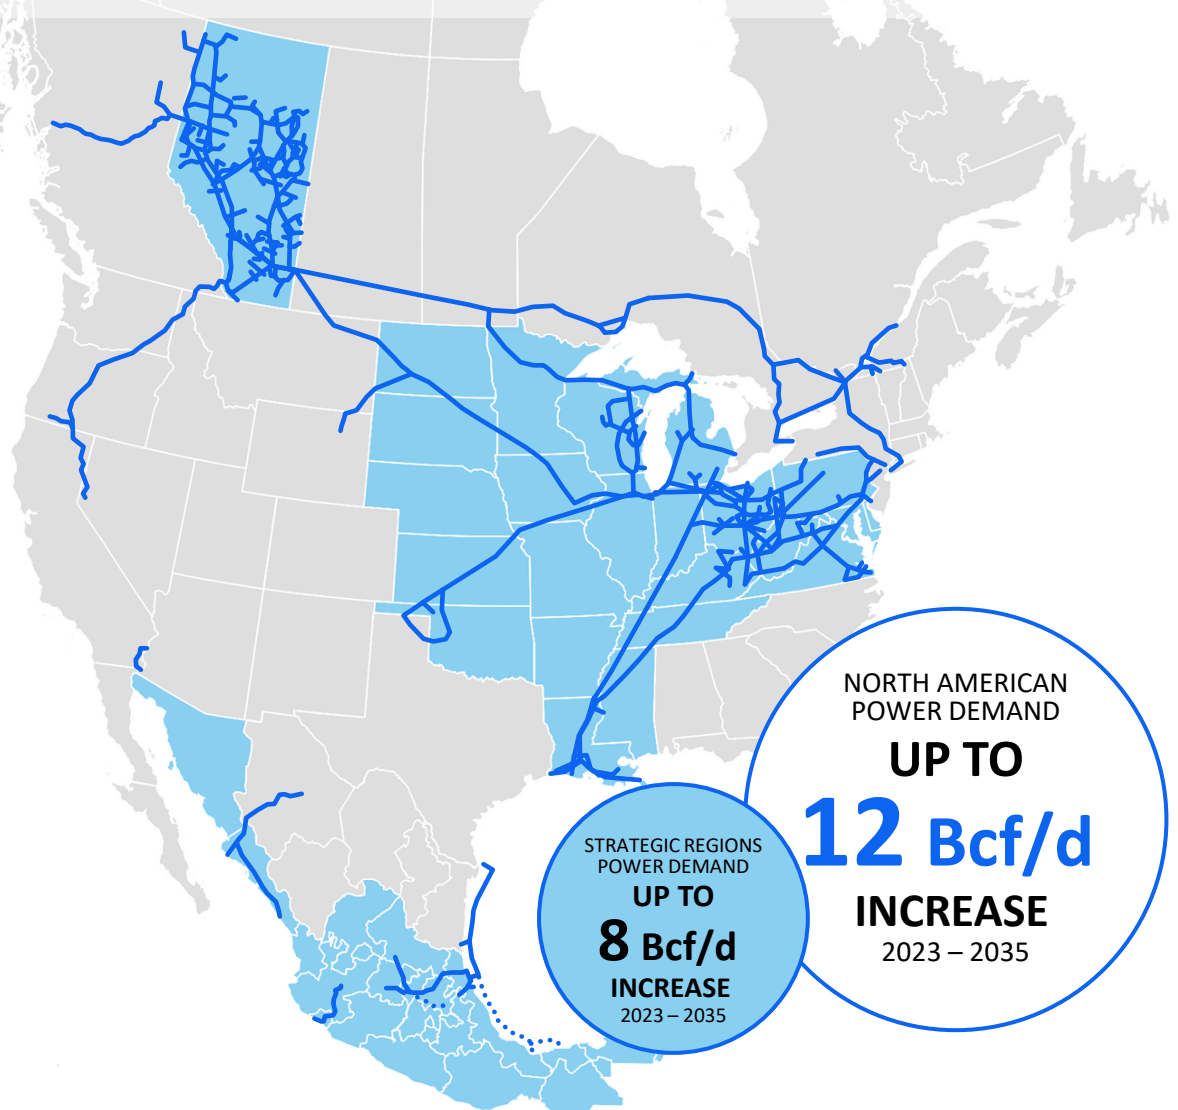 NORTH AMERICAN
POWER DEMAND
UP TO
12 Bcf/d
INCREASE
2023 – 2035
STRATEGIC REGIONS
POWER DEMAND
UP TO
8 Bcf/d
INCREASE
2023 – 2035